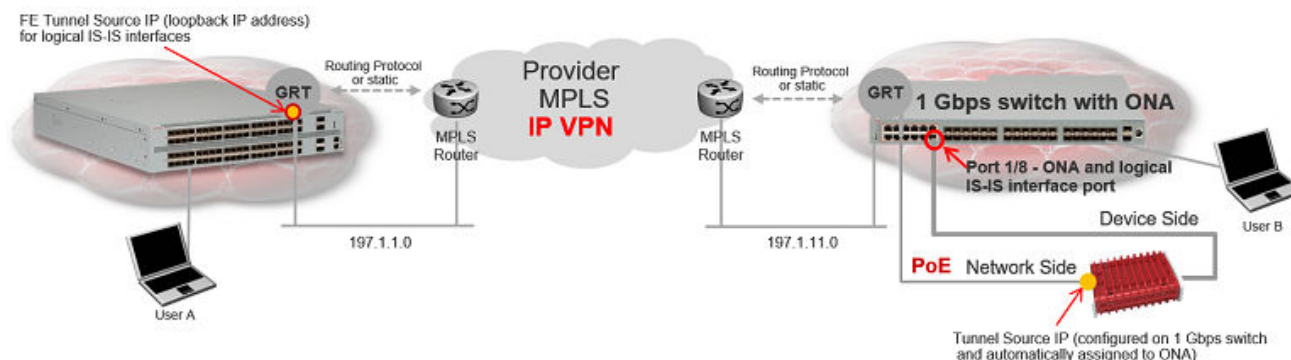 FE Tunnel Source IP (loopback IP address)
for logical IS-IS interfaces
GRT
Routing Protocol
or static
MPLS
Router
Provider
MPLS
IP VPN
Routing Protocol
or static
MPLS
Router
GRT
1 Gbps switch with ONA
Port 1/8 - ONA and logical
IS-IS interface port
User A
197.1.1.0
197.1.11.0
Device Side
User B
PoE Network Side
Tunnel Source IP (configured on 1 Gbps switch
and automatically assigned to ONA)